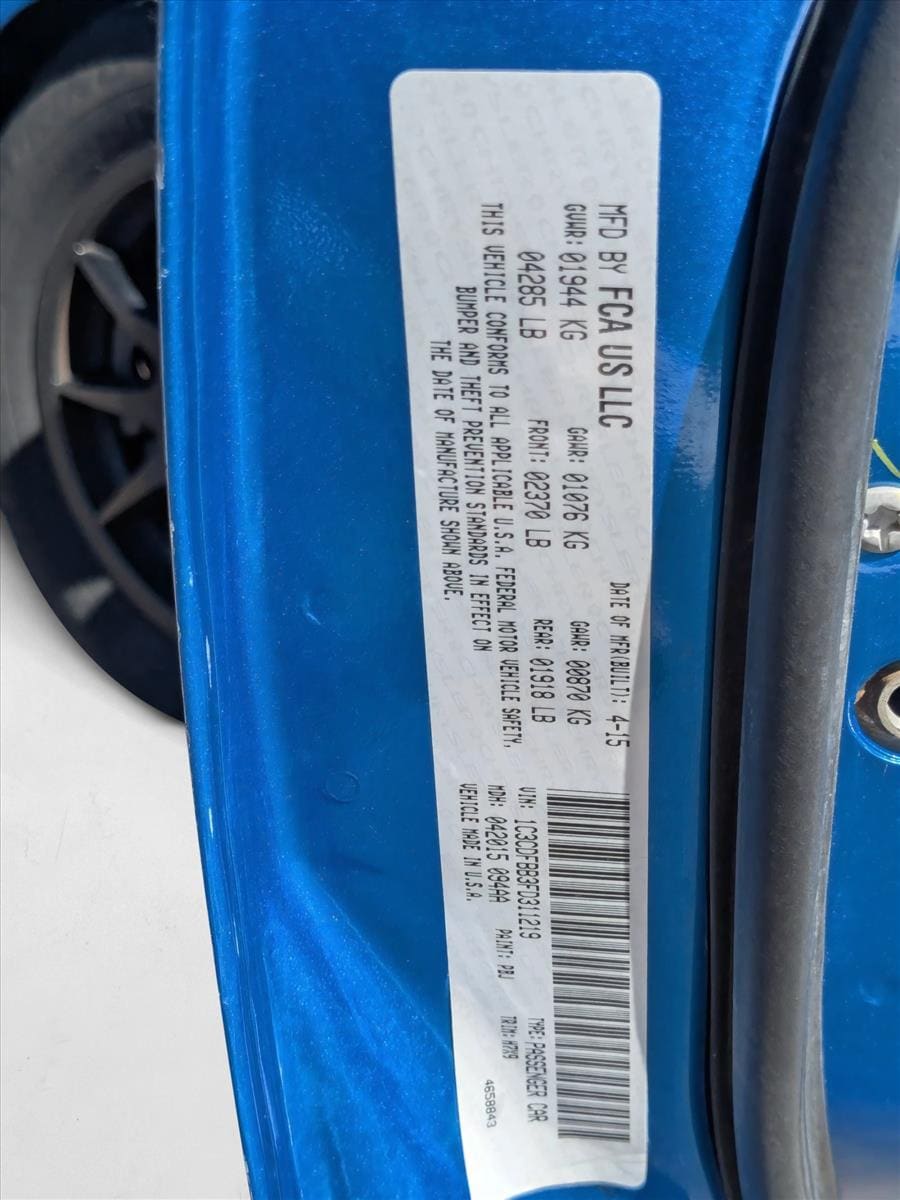 MFD BY FCA US LLC
DATE OF MFR(BUILT): 4-15
GVWR: 01944 KG GAWR: 01076 KG GAWR: 00870 KG
04285 LB FRONT: 02370 LB REAR: 01918 LB
THIS VEHICLE CONFORMS TO ALL APPLICABLE U.S.A. FEDERAL MOTOR VEHICLE SAFETY,
BUMPER AND THEFT PREVENTION STANDARDS IN EFFECT ON
THE DATE OF MANUFACTURE SHOWN ABOVE.
VIN: 1C3CDFBB3FD311219 TYPE: PASSENGER CAR
MDH: 042015 094AA PAINT: PBJ TRIM: H7X9
VEHICLE MADE IN U.S.A.
4658843